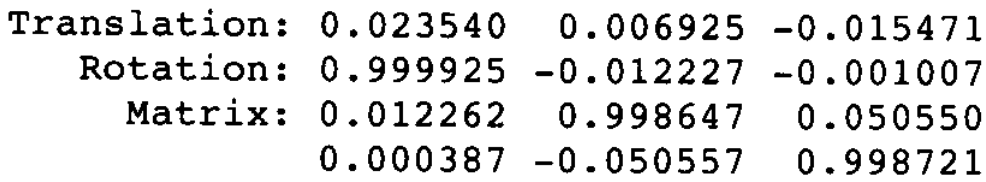 Translation: 0.023540 0.006925 -0.015471
Rotation: 0.999925 -0.012227 -0.001007
Matrix: 0.012262 0.998647 0.050550
0.000387 -0.050557 0.998721